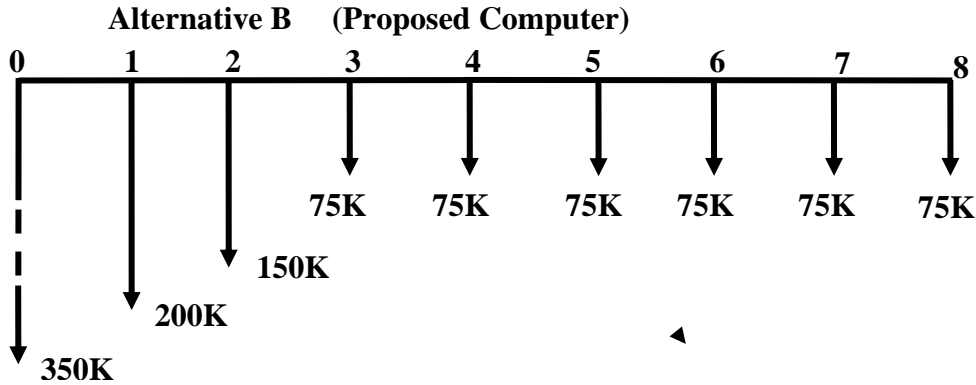 Alternative B (Proposed Computer)
0 1 2 3 4 5 6 7 8
75K 75K 75K 75K 75K 75K
150K
200K
350K